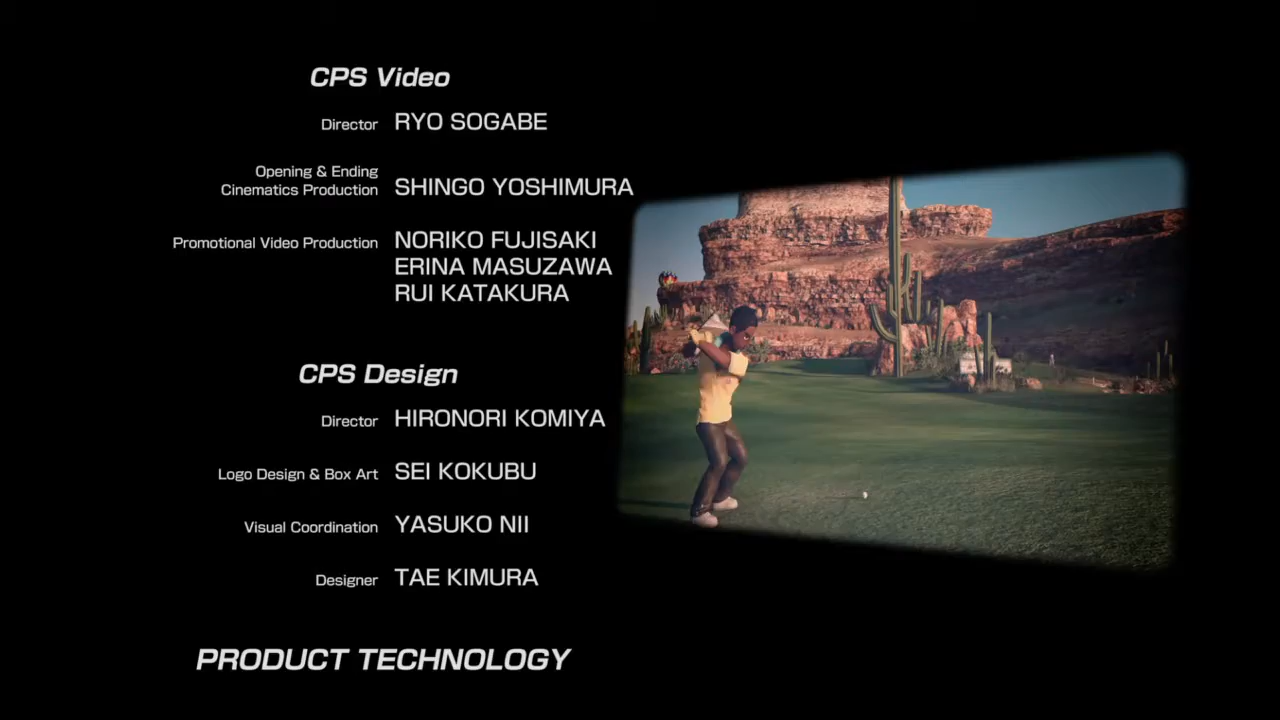 CPS Video
Director RYO SOGABE
Opening & Ending
Cinematics Production SHINGO YOSHIMURA
Promotional Video Production NORIKO FUJISAKI
ERINA MASUZAWA
RUI KATAKURA
CPS Design
Director HIRONORI KOMIYA
Logo Design & Box Art SEI KOKUBU
Visual Coordination YASUKO NII
Designer TAE KIMURA
PRODUCT TECHNOLOGY